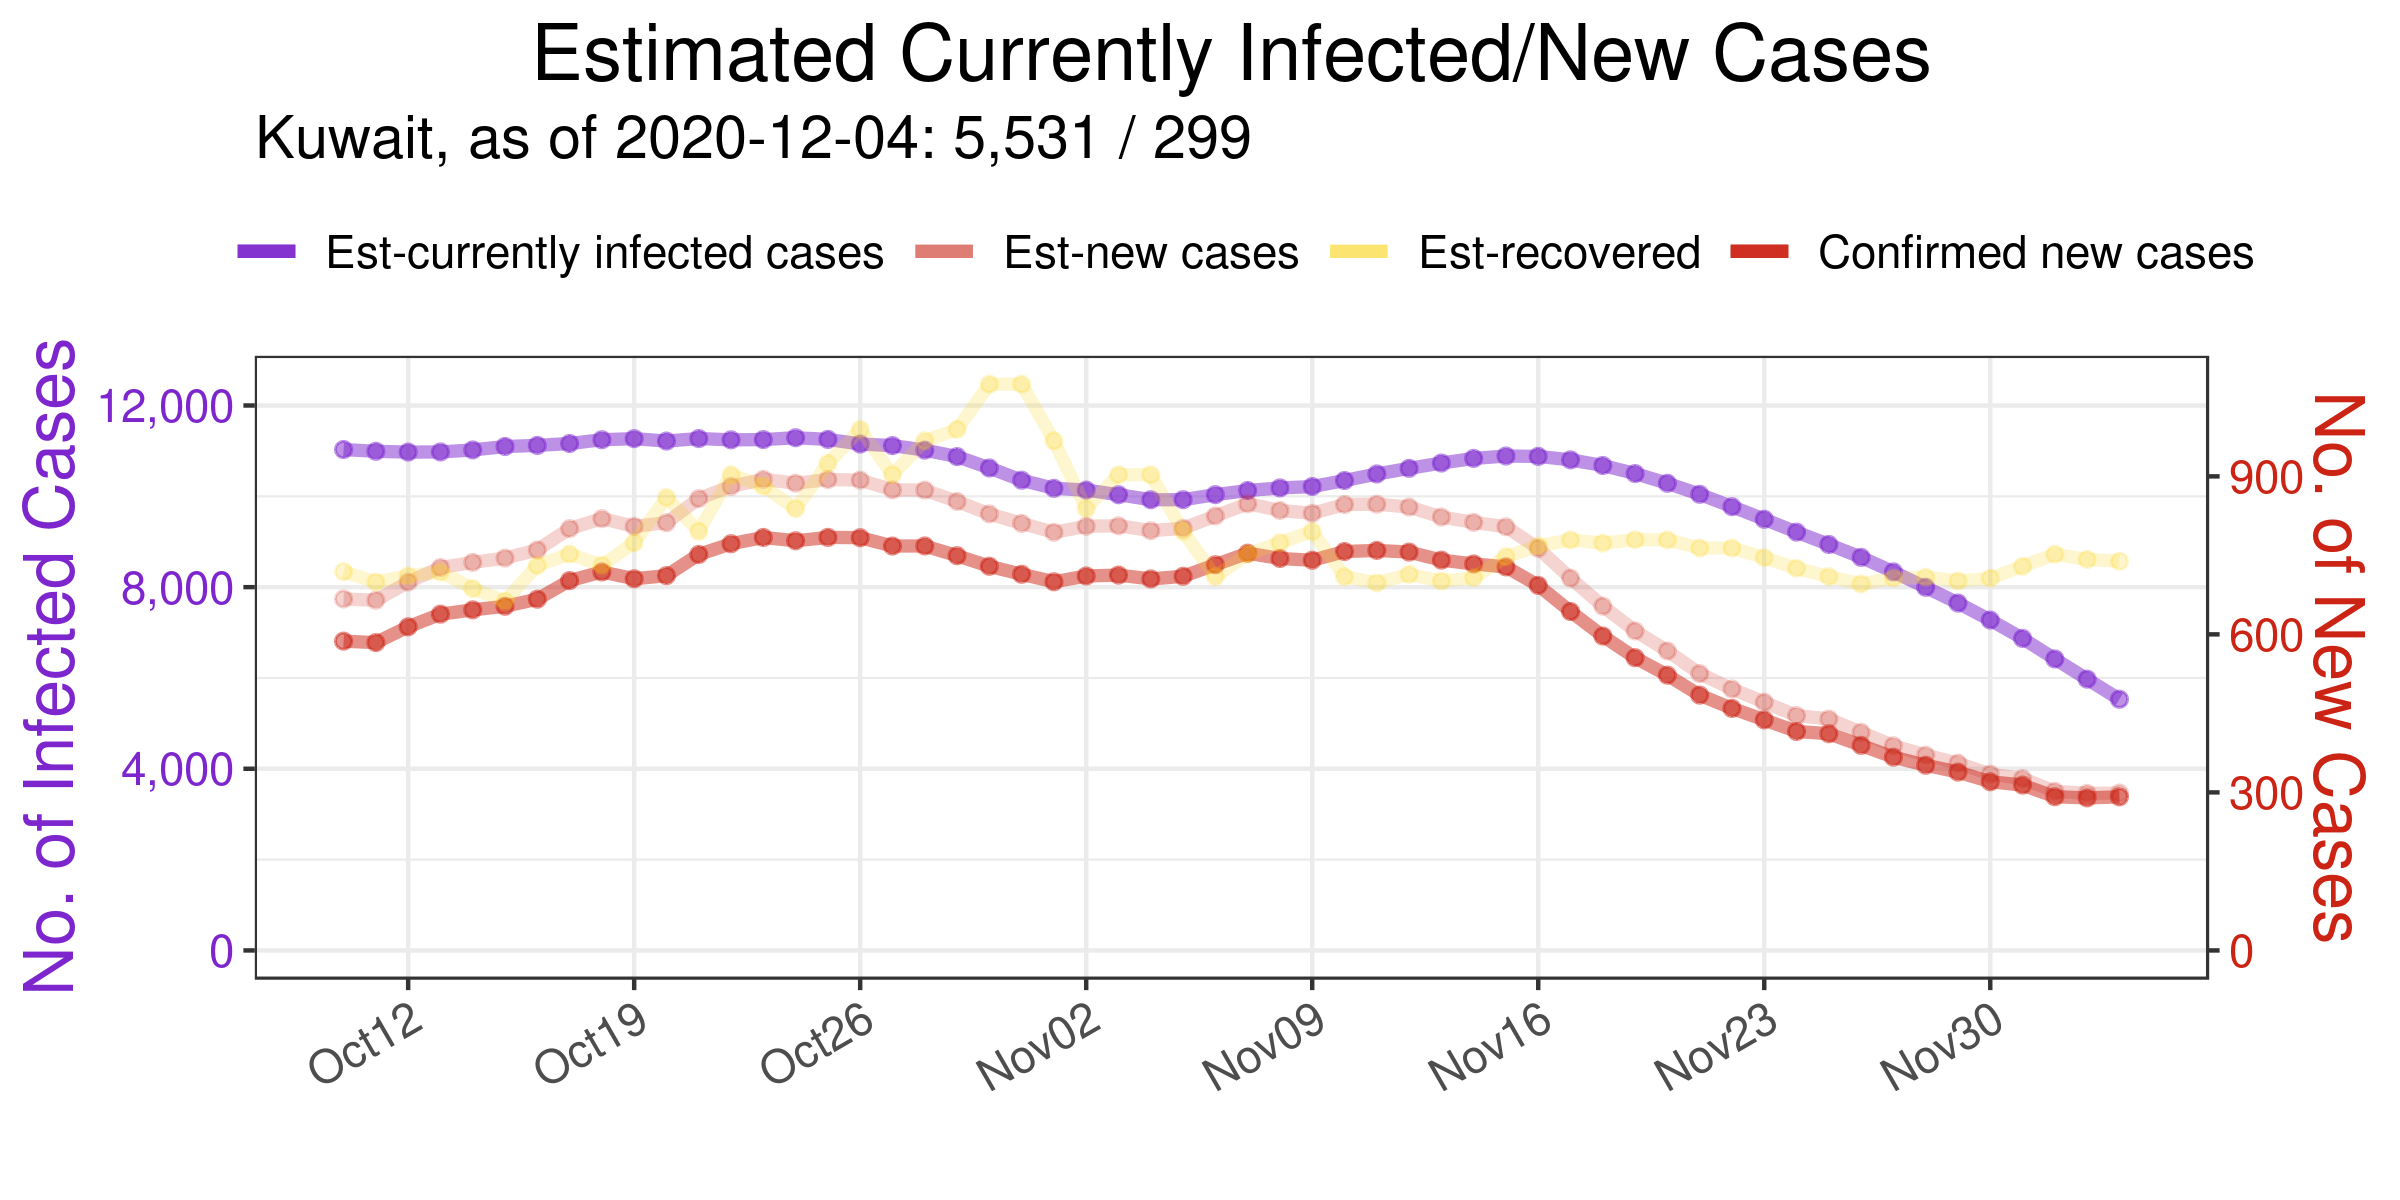 Estimated Currently Infected/New Cases
Kuwait, as of 2020-12-04: 5,531 / 299
Est-currently infected cases
Est-new cases
Est-recovered
Confirmed new cases
No. of Infected Cases
12,000
8,000
4,000
0
No. of New Cases
900
600
300
0
Oct12
Oct19
Oct26
Nov02
Nov09
Nov16
Nov23
Nov30